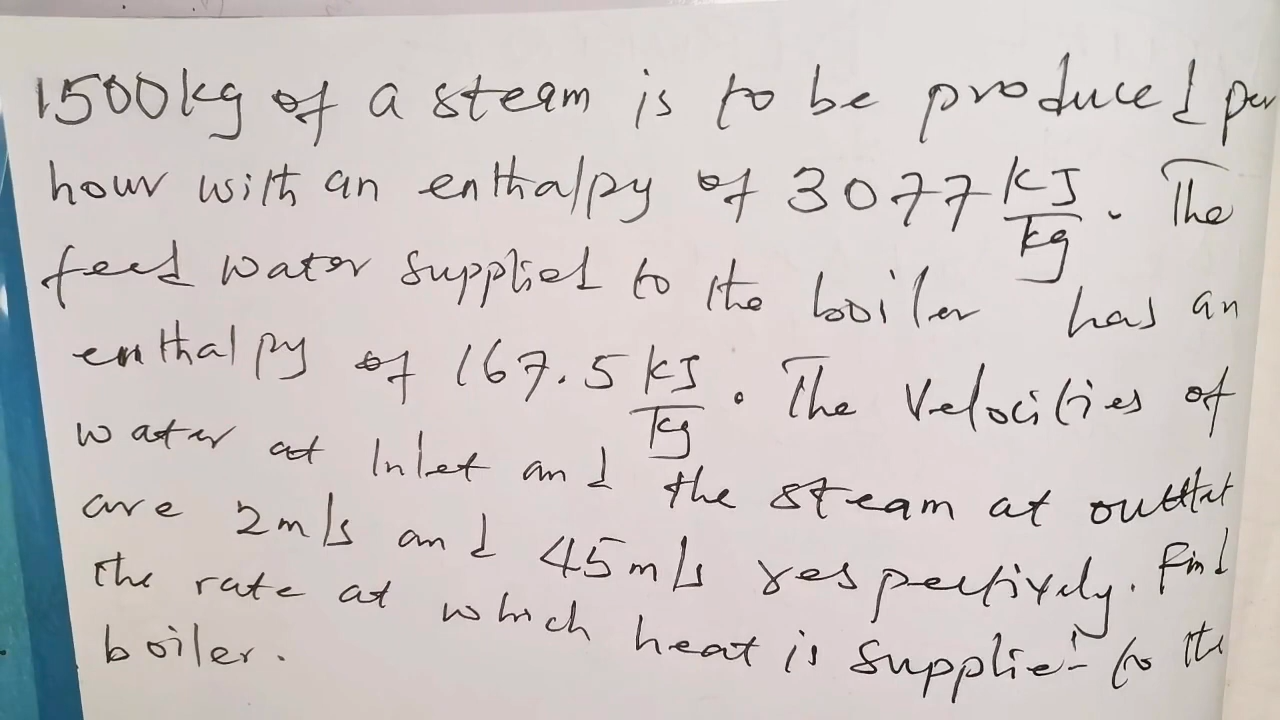 1500kg of a steam is to be produced per
hour with an enthalpy of 3077 KJ/kg. The
feed water supplied to the boiler has an
enthalpy of 167.5 KJ/kg. The velocities of
water at Inlet and the steam at outlet
are 2m/s and 45m/s respectively. Find
the rate at which heat is supplied to the
boiler.